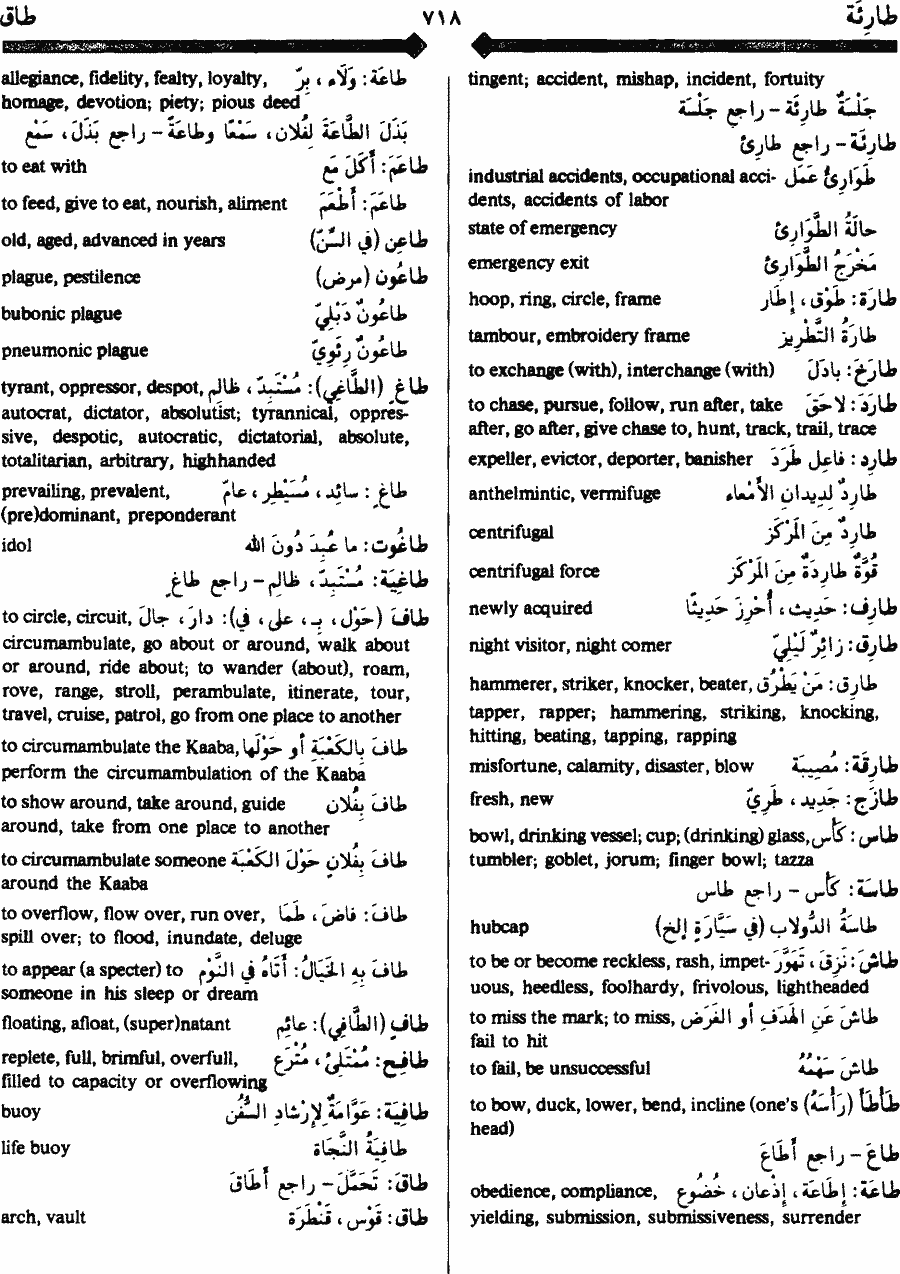 طارِئَة ٧١٨ طاق
tingent; accident, mishap, incident, fortuity
جَلْسَةٌ طارِئَة - راجع جَلْسَة
طارِئَة - راجع طارِئ
طَوَارِئُ عَمَل industrial accidents, occupational acci-
dents, accidents of labor
حالَةُ الطَّوارِئ state of emergency
مَخْرَجُ الطَّوارِئ emergency exit
طارَة: طَوْق، إطار hoop, ring, circle, frame
طارَةُ التَّطْرِيز tambour, embroidery frame
طارَحَ: بادَلَ to exchange (with), interchange (with)
طارَدَ: لاحَقَ to chase, pursue, follow, run after, take
after, go after, give chase to, hunt, track, trail, trace
طارِد: فاعِل طَرَدَ expeller, evictor, deporter, banisher
طارِدٌ لِدِيدَانِ الأَمْعاء anthelmintic, vermifuge
طارِدٌ مِنَ المَرْكَز centrifugal
قُوَّةٌ طارِدَة مِنَ المَرْكَز centrifugal force
طارِف: حَدِيث، أُحْرِزَ حَدِيثًا newly acquired
طارِق: زائِرٌ لَيْلِيّ night visitor, night comer
طارِق: مَنْ يَطْرُق hammerer, striker, knocker, beater,
tapper, rapper; hammering, striking, knocking,
hitting, beating, tapping, rapping
طارِقَة: مُصِيبَة misfortune, calamity, disaster, blow
طازَج: جَدِيد، طَرِيّ fresh, new
طاس: كَأْس bowl, drinking vessel; cup; (drinking) glass,
tumbler; goblet, jorum; finger bowl; tazza
طاسَة: كَأْس - راجع طاس
طاسَةُ الدُّولاب (في سَيَّارَةٍ إلخ) hubcap
طاشَ: نَزِقَ، تَهَوَّرَ to be or become reckless, rash, impet-
uous, heedless, foolhardy, frivolous, lightheaded
طاشَ عَنِ الهَدَفِ أو الغَرَض to miss the mark; to miss,
fail to hit
طاشَ سَهْمُهُ to fail, be unsuccessful
طَأْطَأَ (رَأْسَهُ) to bow, duck, lower, bend, incline (one's
head)
طاعَ - راجع أَطاعَ
طاعَة: إطاعَة، إذْعان، خُضُوع obedience, compliance,
yielding, submission, submissiveness, surrender
وَلاء، بِرّ :طاعَة allegiance, fidelity, fealty, loyalty,
homage, devotion; piety; pious deed
بَذَلَ الطَّاعَةَ لِفُلان، سَمْعًا وطاعَةً - راجع بَذَلَ، سَمْع
طاعَمَ: أَكَلَ مَع to eat with
طاعَمَ: أَطْعَمَ to feed, give to eat, nourish, aliment
طاعِن (في السِّنّ) old, aged, advanced in years
طاعُون (مرض) plague, pestilence
طاعُونٌ دَبْلِيّ bubonic plague
طاعُونٌ رِئَوِيّ pneumonic plague
طاغٍ (الطَّاغي): مُسْتَبِدّ، ظالِم tyrant, oppressor, despot,
autocrat, dictator, absolutist; tyrannical, oppres-
sive, despotic, autocratic, dictatorial, absolute,
totalitarian, arbitrary, highhanded
طاغٍ: سائِد، مُسَيْطِر، عامّ prevailing, prevalent,
(pre)dominant, preponderant
طاغُوت: ما عُبِدَ دُونَ الله idol
طاغِيَة: مُسْتَبِدّ، ظالِم - راجع طاغٍ
طافَ (حَوْلَ، بِـ، على، في): دارَ، جالَ to circle, circuit,
circumambulate, go about or around, walk about
or around, ride about; to wander (about), roam,
rove, range, stroll, perambulate, itinerate, tour,
travel, cruise, patrol, go from one place to another
طافَ بِالكَعْبَةِ أو حَوْلَها to circumambulate the Kaaba,
perform the circumambulation of the Kaaba
طافَ بِفُلان to show around, take around, guide
around, take from one place to another
طافَ بِفُلانٍ حَوْلَ الكَعْبَة to circumambulate someone
around the Kaaba
طافَ: فاضَ، طَمَا to overflow, flow over, run over,
spill over; to flood, inundate, deluge
طافَ بِهِ الخَيَالُ: أَتاهُ في النَّوْم to appear (a specter) to
someone in his sleep or dream
طافٍ (الطَّافي): عائِم floating, afloat, (super)natant
طافِح: مُمْتَلِئ، مُتْرَع replete, full, brimful, overfull,
filled to capacity or overflowing
طافِيَة: عَوَّامَةٌ لإرْشادِ السُّفُن buoy
طافِيَةُ النَّجَاة life buoy
طاقَ: تَحَمَّلَ - راجع أَطاقَ
طاق: قَوْس، قَنْطَرَة arch, vault